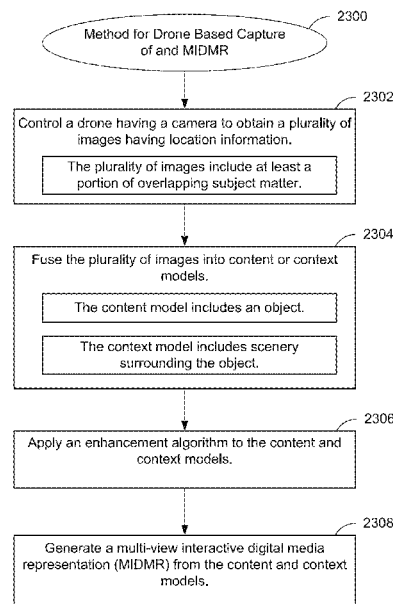 2300
Method for Drone Based Capture
of and MIDMR
2302
Control a drone having a camera to obtain a plurality of
images having location information.
The plurality of images include at least a
portion of overlapping subject matter.
2304
Fuse the plurality of images into content or context
models.
The content model includes an object.
The context model includes scenery
surrounding the object.
2306
Apply an enhancement algorithm to the content and
context models.
2308
Generate a multi-view interactive digital media
representation (MIDMR) from the content and context
models.